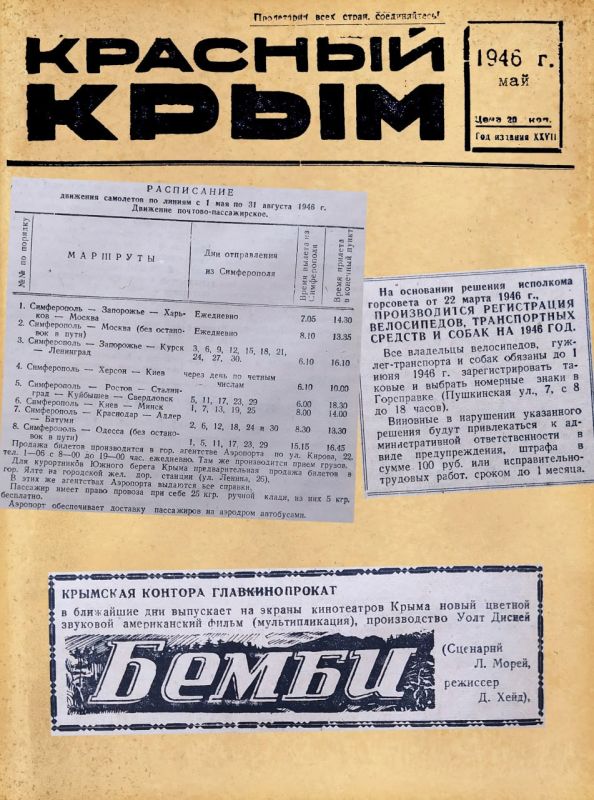 Пролетарии всех стран, соединяйтесь!
КРАСНЫЙ
КРЫМ
1946 г.
май
Цена 20 коп.
Год издания XXVII
РАСПИСАНИЕ
движения самолетов по линиям с 1 мая по 31 августа 1946 г.
Движение почтово-пассажирское.
№№ по порядку
МАРШРУТЫ
Дни отправления
из Симферополя
Время вылета из Симферополя
Время прилета в конечный пункт
1. Симферополь — Запорожье — Харь-
ков — Москва Ежедневно 7.05 14.30
2. Симферополь — Москва (без остано-
вок в пути) Ежедневно 8.10 13.35
3. Симферополь — Запорожье — Курск 3, 6, 9, 12, 15, 18, 21,
— Ленинград 24, 27, 30. 6.10 16.10
4. Симферополь — Херсон — Киев через день по четным
числам 6.10 10.00
5. Симферополь — Ростов — Сталин-
град — Куйбышев — Свердловск 5, 11, 17, 23, 29 6.00 18.30
6. Симферополь — Киев — Минск 1, 7, 13, 19, 25 8.00 14.00
7. Симферополь — Краснодар — Адлер
— Батуми 2, 6, 12, 18, 24 и 30 8.30 13.30
8. Симферополь — Одесса (без остано-
вок в пути) 1, 5, 11, 17, 23, 29 15.15 16.45
Продажа билетов производится в гор. агентстве Аэропорта по ул. Кирова, 22,
тел. 1—06 с 8—00 до 19—00 час. ежедневно. Там же производится прием грузов.
Для курортников Южного берега Крыма предварительная продажа билетов в
гор. Ялте на городской жел. дор. станции (ул. Ленина, 26).
В этих же агентствах Аэропорта выдаются все справки.
Пассажир имеет право провоза при себе 25 кгр. ручной клади, из них 5 кгр.
бесплатно.
Аэропорт обеспечивает доставку пассажиров на аэродром автобусами.
На основании решения исполкома
горсовета от 22 марта 1946 г.,
ПРОИЗВОДИТСЯ РЕГИСТРАЦИЯ
ВЕЛОСИПЕДОВ, ТРАНСПОРТНЫХ
СРЕДСТВ И СОБАК НА 1946 ГОД.
Все владельцы велосипедов, гуж-
лег-транспорта и собак обязаны до 1
июня 1946 г. зарегистрировать та-
ковые и выбрать номерные знаки в
Горсправке (Пушкинская ул., 7, с 8
до 18 часов).
Виновные в нарушении указанного
решения будут привлекаться к ад-
министративной ответственности в
виде предупреждения, штрафа в
сумме 100 руб. или исправительно-
трудовых работ, сроком до 1 месяца.
КРЫМСКАЯ КОНТОРА ГЛАВКИНОПРОКАТ
в ближайшие дни выпускает на экраны кинотеатров Крыма новый цветной
звуковой американский фильм (мультипликация), производство Уолт Дисней
Бемби
(Сценарий
Л. Морей,
режиссер
Д. Хейд),